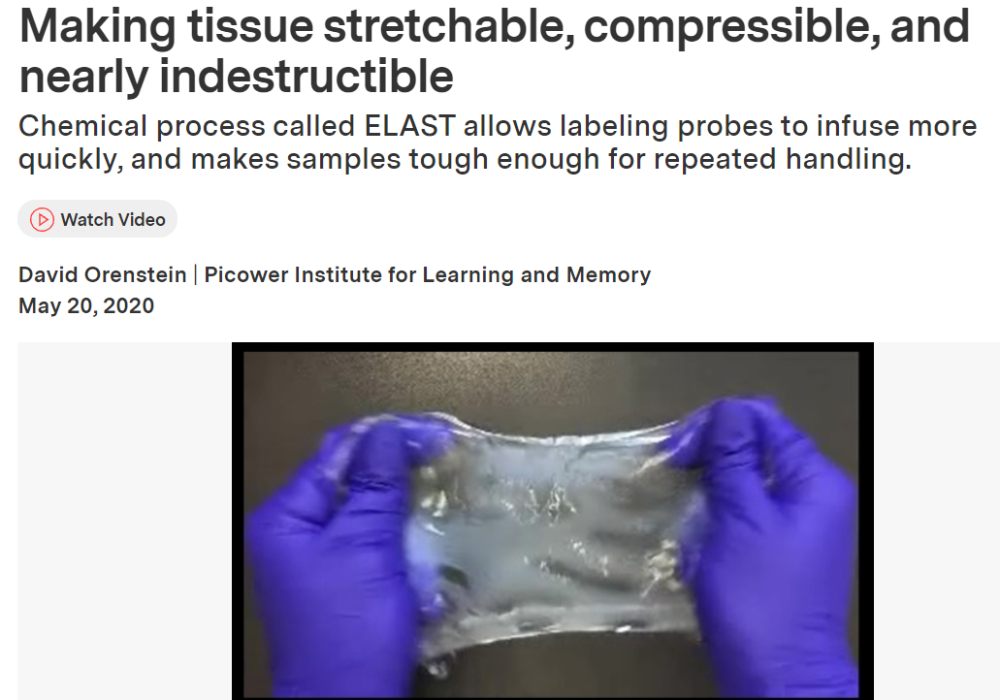 Making tissue stretchable, compressible, and
nearly indestructible
Chemical process called ELAST allows labeling probes to infuse more
quickly, and makes samples tough enough for repeated handling.
Watch Video
David Orenstein | Picower Institute for Learning and Memory
May 20, 2020